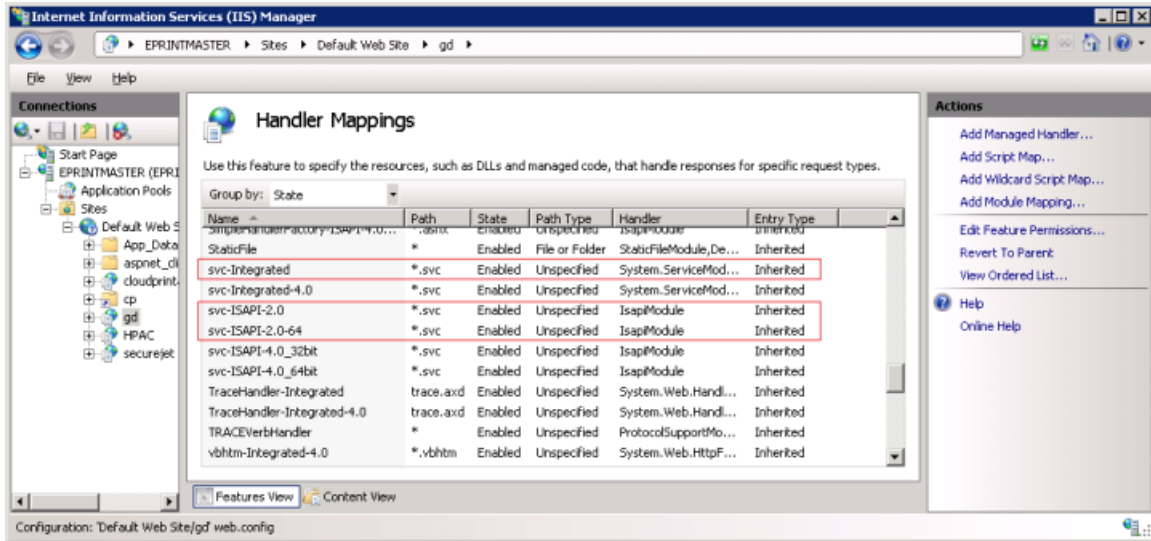 Internet Information Services (IIS) Manager
EPRINTMASTER Sites Default Web Site gd
File View Help
Connections
Start Page
EPRINTMASTER (EPRI
Application Pools
Sites
Default Web S
App_Data
aspnet_cli
cloudprint
cp
gd
HPAC
securejet
Handler Mappings
Use this feature to specify the resources, such as DLLs and managed code, that handle responses for specific request types.
Group by: State
Name Path State Path Type Handler Entry Type
SimpleHandlerFactory-ISAPI-4.0... *.ashx Enabled Unspecified IsapiModule Inherited
StaticFile * Enabled File or Folder StaticFileModule,De... Inherited
svc-Integrated *.svc Enabled Unspecified System.ServiceMod... Inherited
svc-Integrated-4.0 *.svc Enabled Unspecified System.ServiceMod... Inherited
svc-ISAPI-2.0 *.svc Enabled Unspecified IsapiModule Inherited
svc-ISAPI-2.0-64 *.svc Enabled Unspecified IsapiModule Inherited
svc-ISAPI-4.0_32bit *.svc Enabled Unspecified IsapiModule Inherited
svc-ISAPI-4.0_64bit *.svc Enabled Unspecified IsapiModule Inherited
TraceHandler-Integrated trace.axd Enabled Unspecified System.Web.Handl... Inherited
TraceHandler-Integrated-4.0 trace.axd Enabled Unspecified System.Web.Handl... Inherited
TRACEVerbHandler * Enabled Unspecified ProtocolSupportMo... Inherited
vbhtm-Integrated-4.0 *.vbhtm Enabled Unspecified System.Web.HttpF... Inherited
Features View Content View
Actions
Add Managed Handler...
Add Script Map...
Add Wildcard Script Map...
Add Module Mapping...
Edit Feature Permissions...
Revert To Parent
View Ordered List...
Help
Online Help
Configuration: 'Default Web Site/gd' web.config